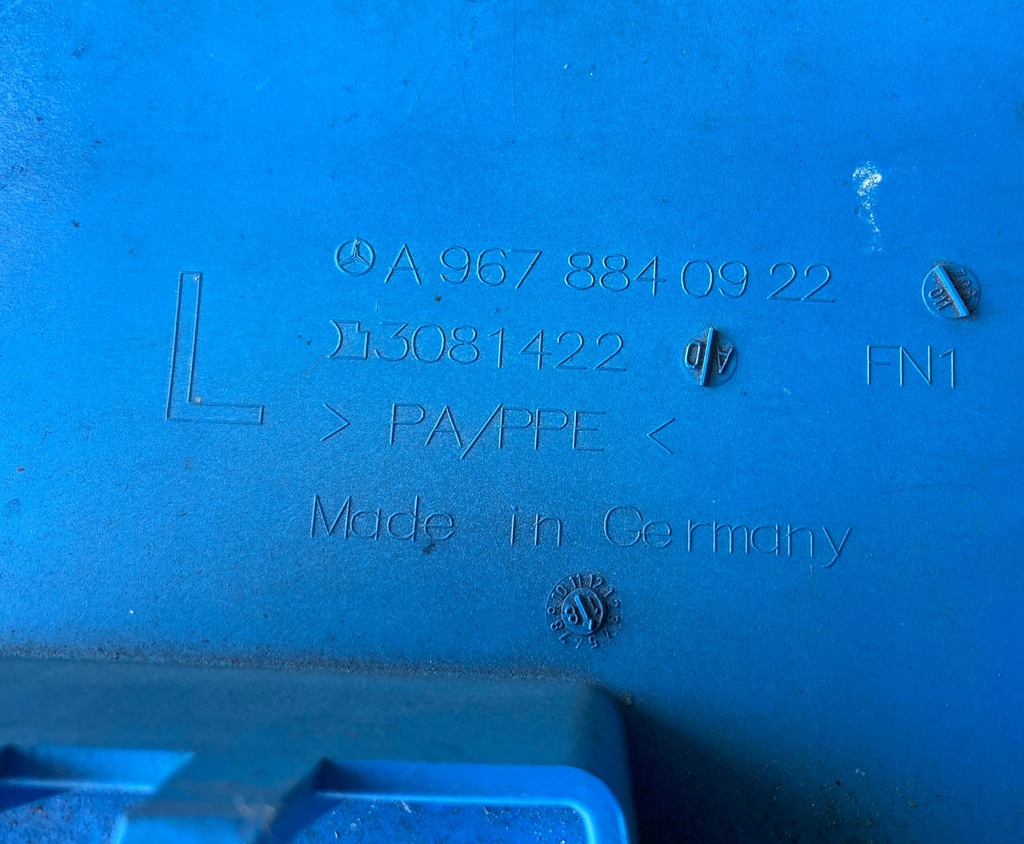 A 967 884 09 22
L
3081422
FN1
> PA/PPE <
Made in Germany